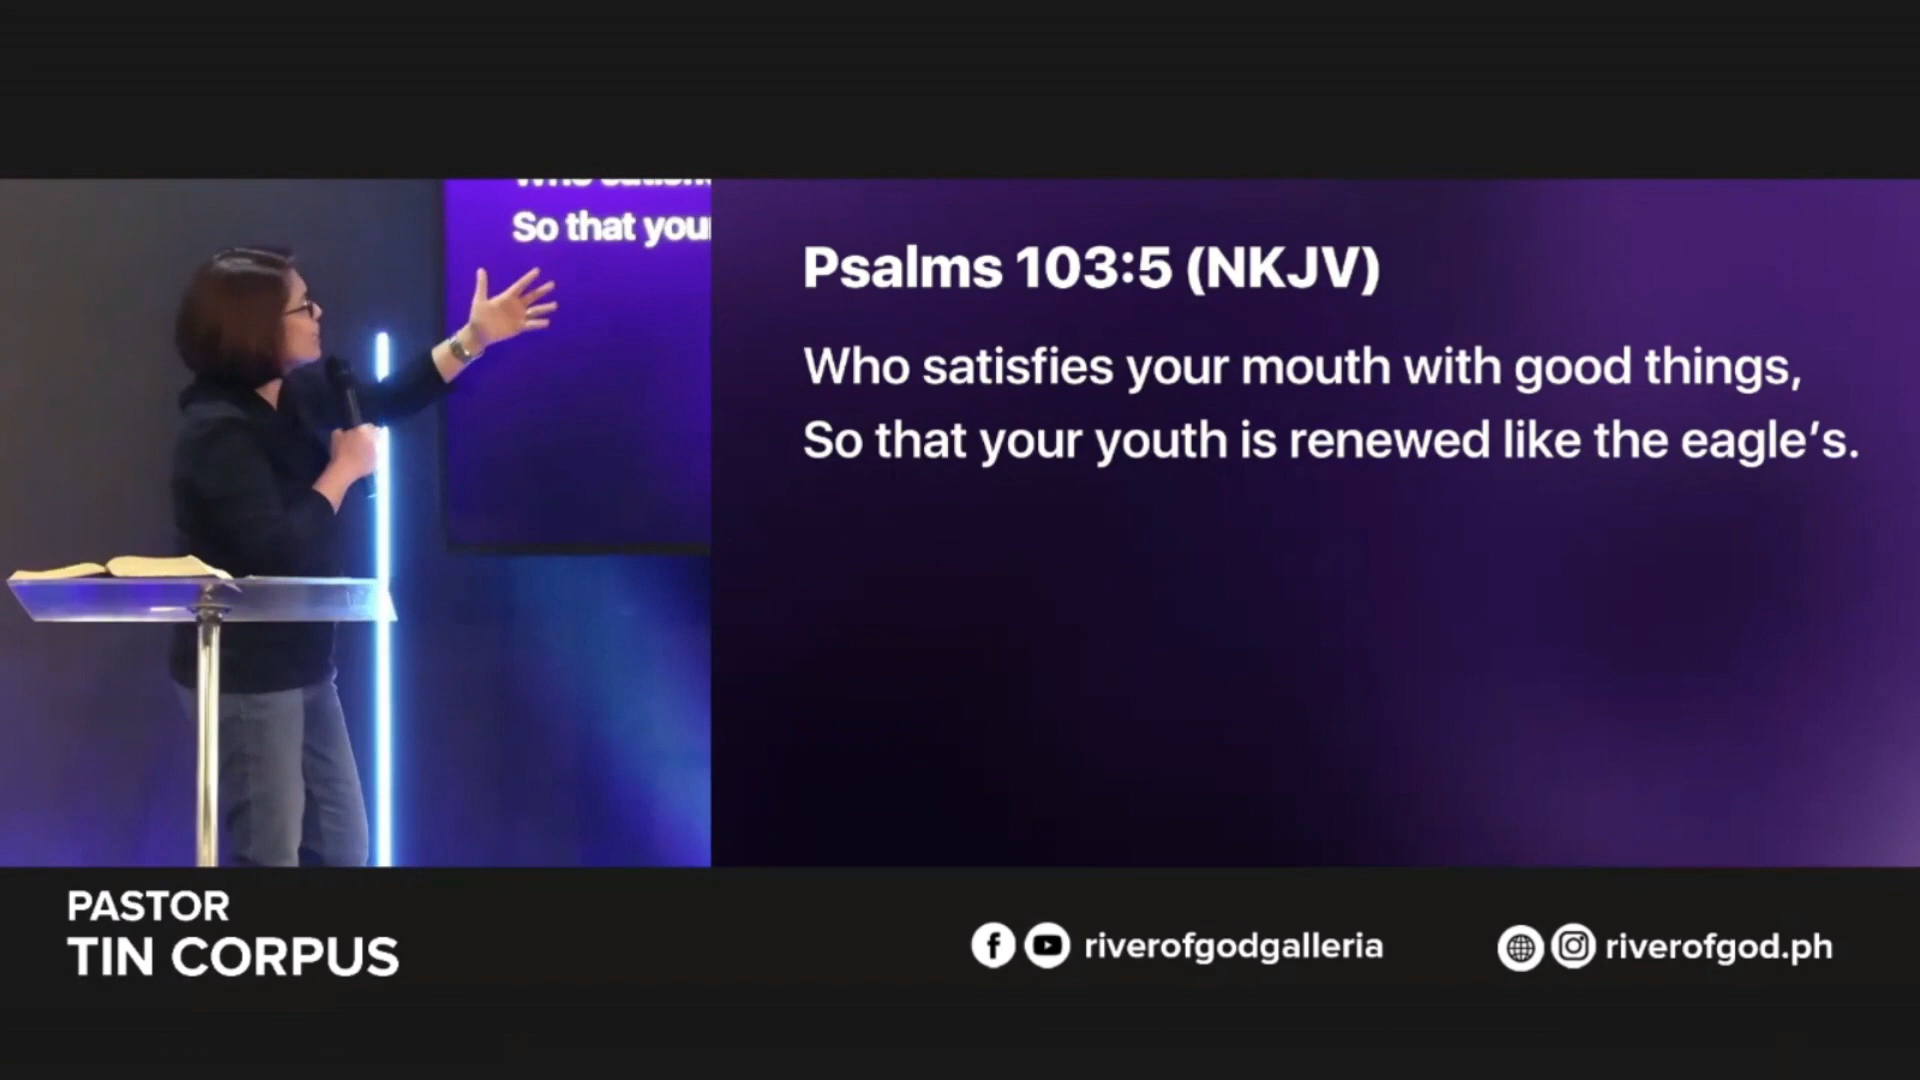 So that your
Psalms 103:5 (NKJV)
Who satisfies your mouth with good things,
So that your youth is renewed like the eagle's.
PASTOR
TIN CORPUS
riverofgodgalleria
riverofgod.ph